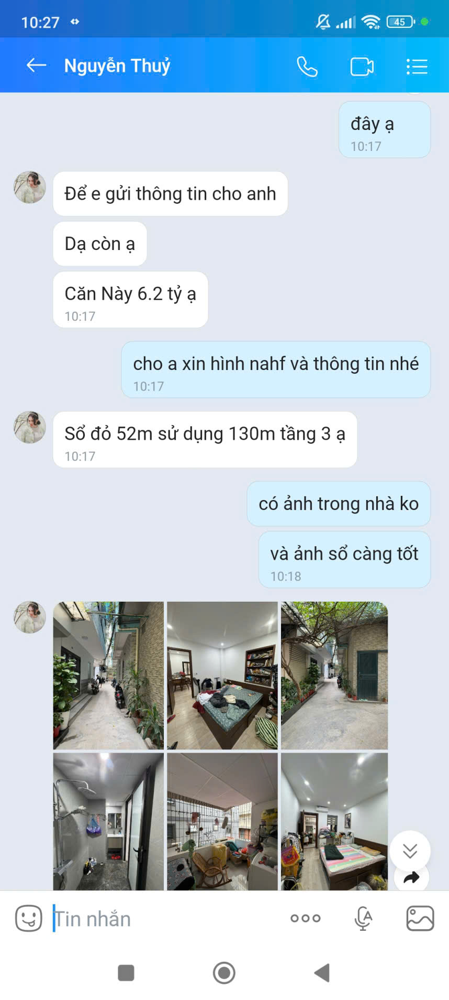 10:27
45
Nguyễn Thuỷ
đây ạ
10:17
Để e gửi thông tin cho anh
Dạ còn ạ
Căn Này 6.2 tỷ ạ
10:17
cho a xin hình nahf và thông tin nhé
10:17
Sổ đỏ 52m sử dụng 130m tầng 3 ạ
10:17
có ảnh trong nhà ko
và ảnh sổ càng tốt
10:18
Tin nhắn